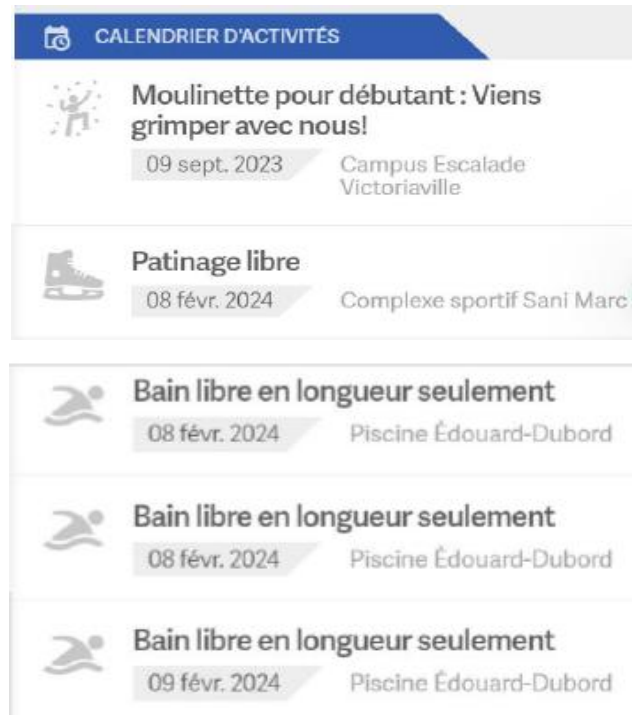 CALENDRIER D'ACTIVITÉS
Moulinette pour débutant : Viens
grimper avec nous!
09 sept. 2023 Campus Escalade
Victoriaville
Patinage libre
08 févr. 2024 Complexe sportif Sani Marc
Bain libre en longueur seulement
08 févr. 2024 Piscine Édouard-Dubord
Bain libre en longueur seulement
08 févr. 2024 Piscine Édouard-Dubord
Bain libre en longueur seulement
09 févr. 2024 Piscine Édouard-Dubord